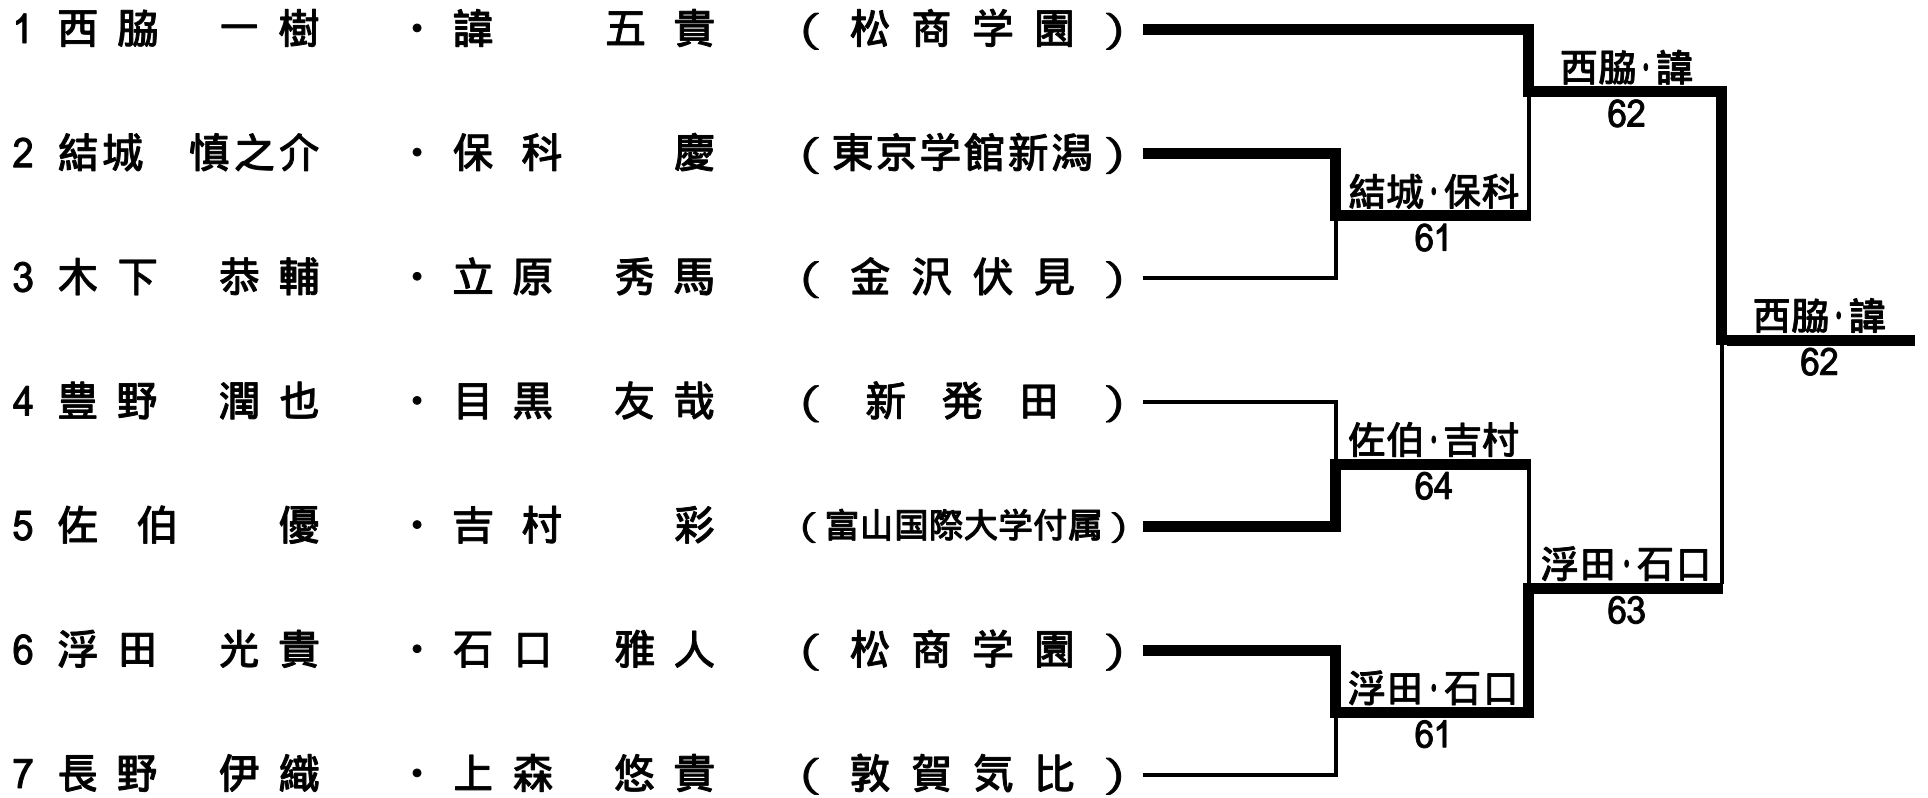 1 西脇 一樹 ・ 諱 五貴 ( 松商学園 )
西脇・諱
62
2 結城 慎之介 ・ 保科 慶 ( 東京学館新潟 )
結城・保科
61
3 木下 恭輔 ・ 立原 秀馬 ( 金沢伏見 )
西脇・諱
62
4 豊野 潤也 ・ 目黒 友哉 ( 新発田 )
佐伯・吉村
64
5 佐伯 優 ・ 吉村 彩 ( 富山国際大学付属 )
浮田・石口
63
6 浮田 光貴 ・ 石口 雅人 ( 松商学園 )
浮田・石口
61
7 長野 伊織 ・ 上森 悠貴 ( 敦賀気比 )